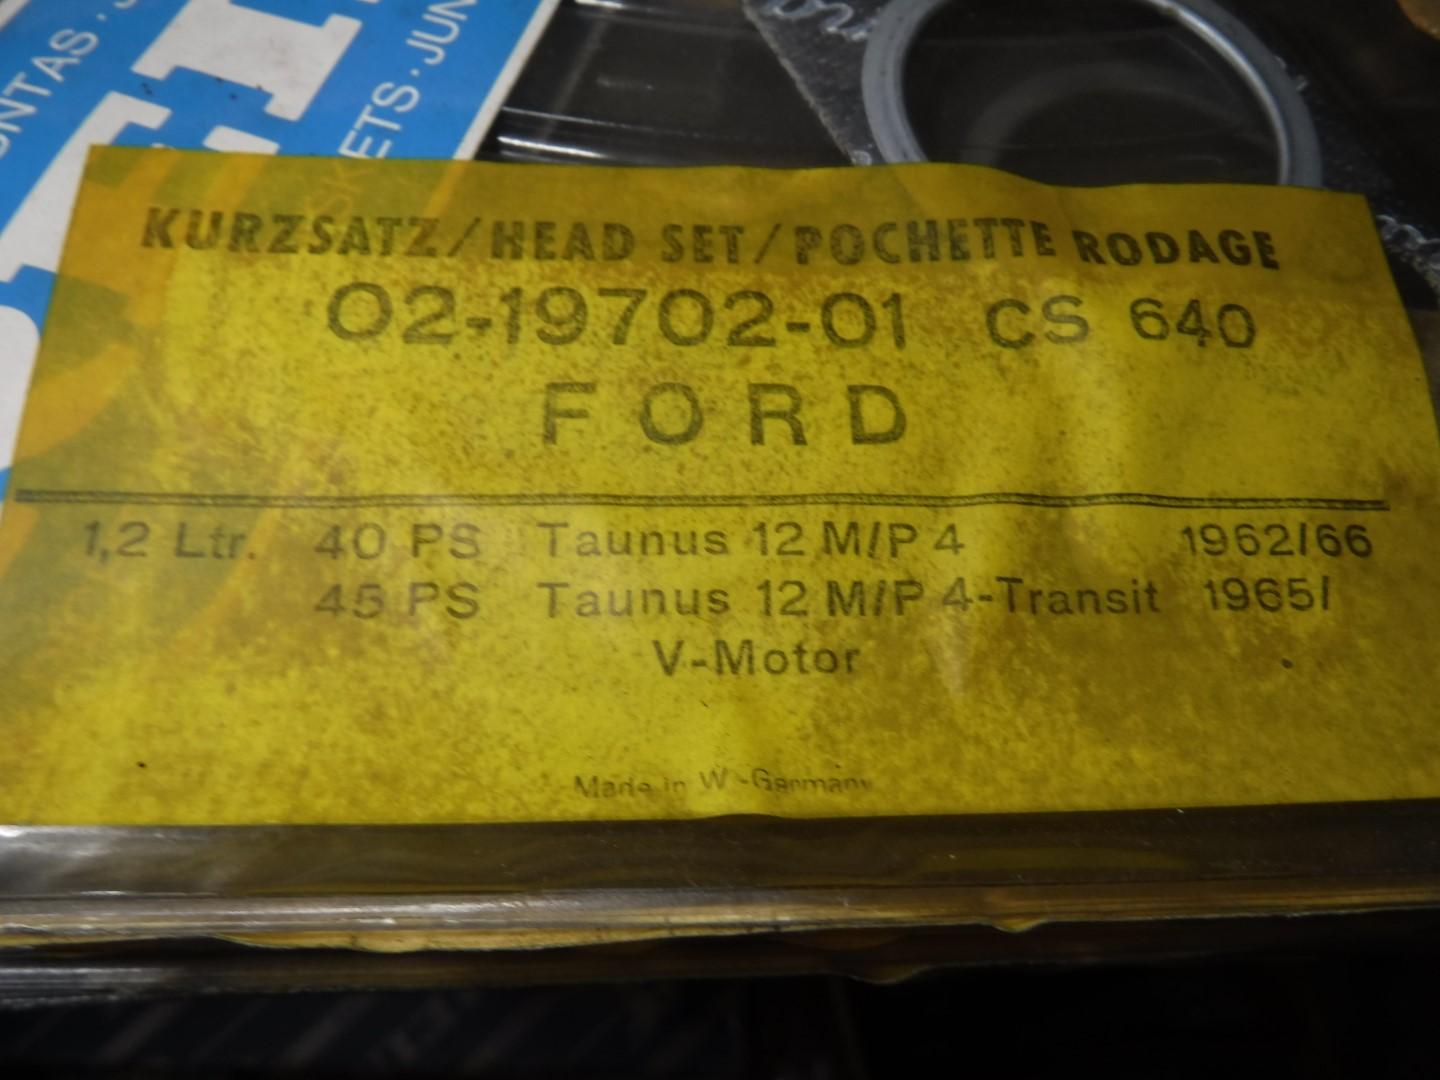 KURZSATZ/HEAD SET/POCHETTE RODAGE
02-19702-01 CS 640
FORD
1,2 Ltr. 40 PS Taunus 12 M/P 4 1962/66
45 PS Taunus 12 M/P 4-Transit 1965/
V-Motor
Made in W.-Germany